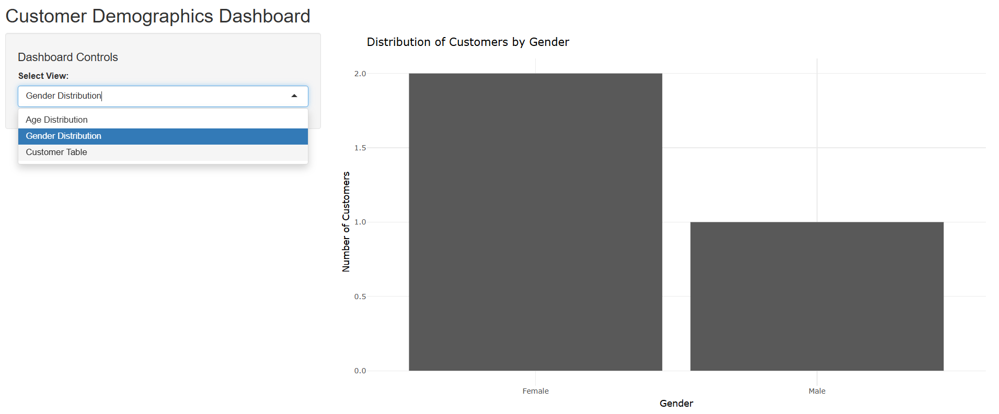 Customer Demographics Dashboard
Dashboard Controls
Select View:
Gender Distribution
Age Distribution
Gender Distribution
Customer Table
Distribution of Customers by Gender
Number of Customers
2.0
1.5
1.0
0.5
0.0
Female Male
Gender